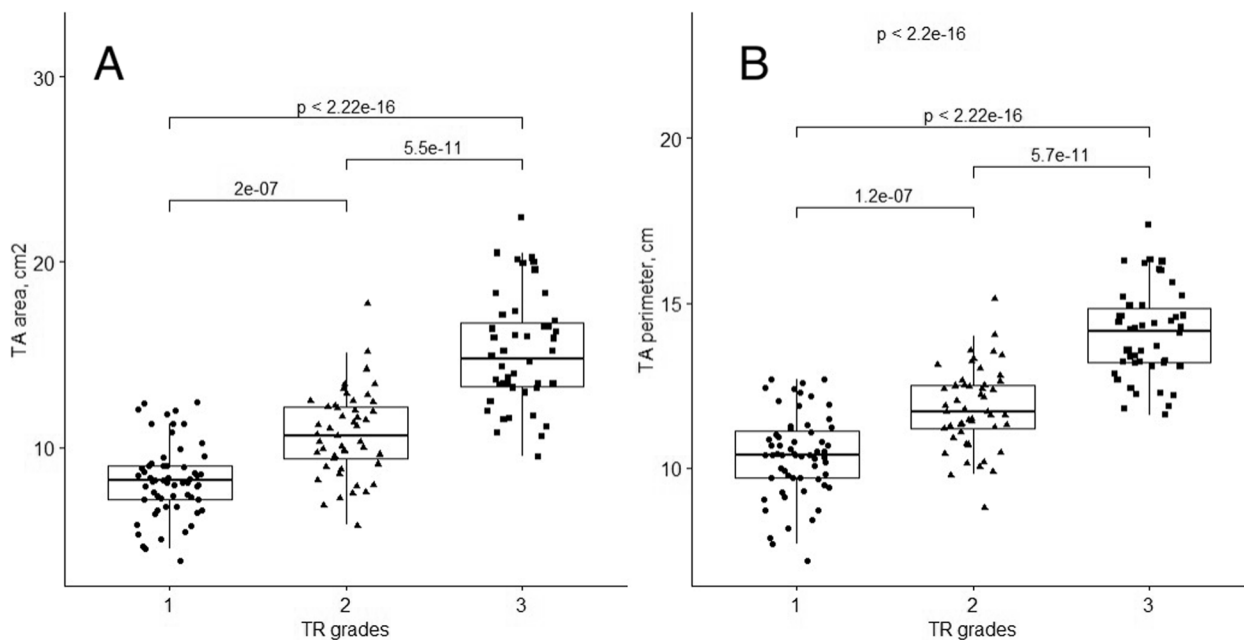 A
30
p < 2.22e-16
5.5e-11
2e-07
20
10
TA area, cm2
1 2 3
TR grades
B
p < 2.2e-16
p < 2.22e-16
20
5.7e-11
1.2e-07
15
10
TA perimeter, cm
1 2 3
TR grades